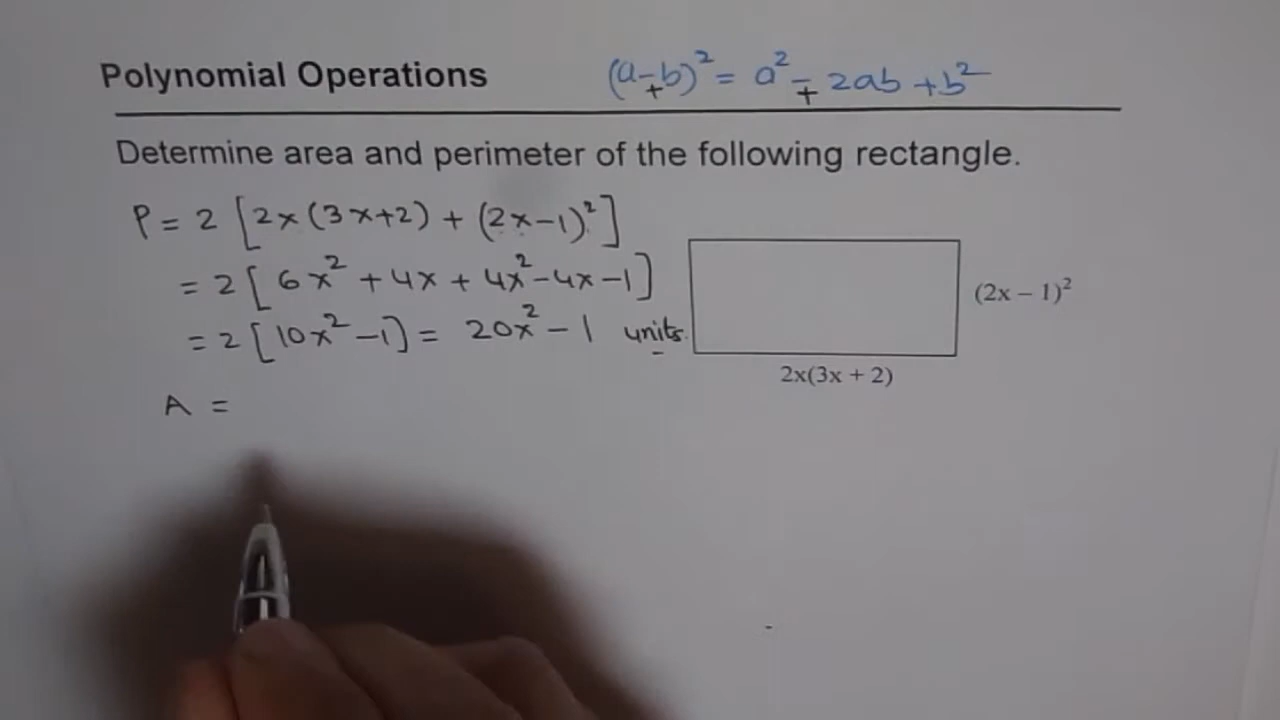 Polynomial Operations (a-b)² = a² - 2ab + b²
+ +
Determine area and perimeter of the following rectangle.
P = 2 [2x(3x+2) + (2x-1)²]
= 2 [6x² + 4x + 4x² - 4x - 1]
(2x – 1)²
= 2 [10x² - 1] = 20x² - 1 units.
2x(3x + 2)
A =